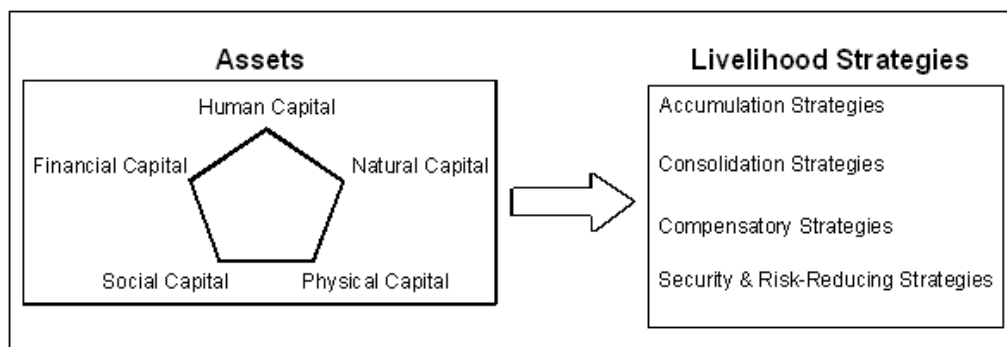 Assets
Human Capital
Financial Capital
Natural Capital
Social Capital
Physical Capital
Livelihood Strategies
Accumulation Strategies
Consolidation Strategies
Compensatory Strategies
Security & Risk-Reducing Strategies